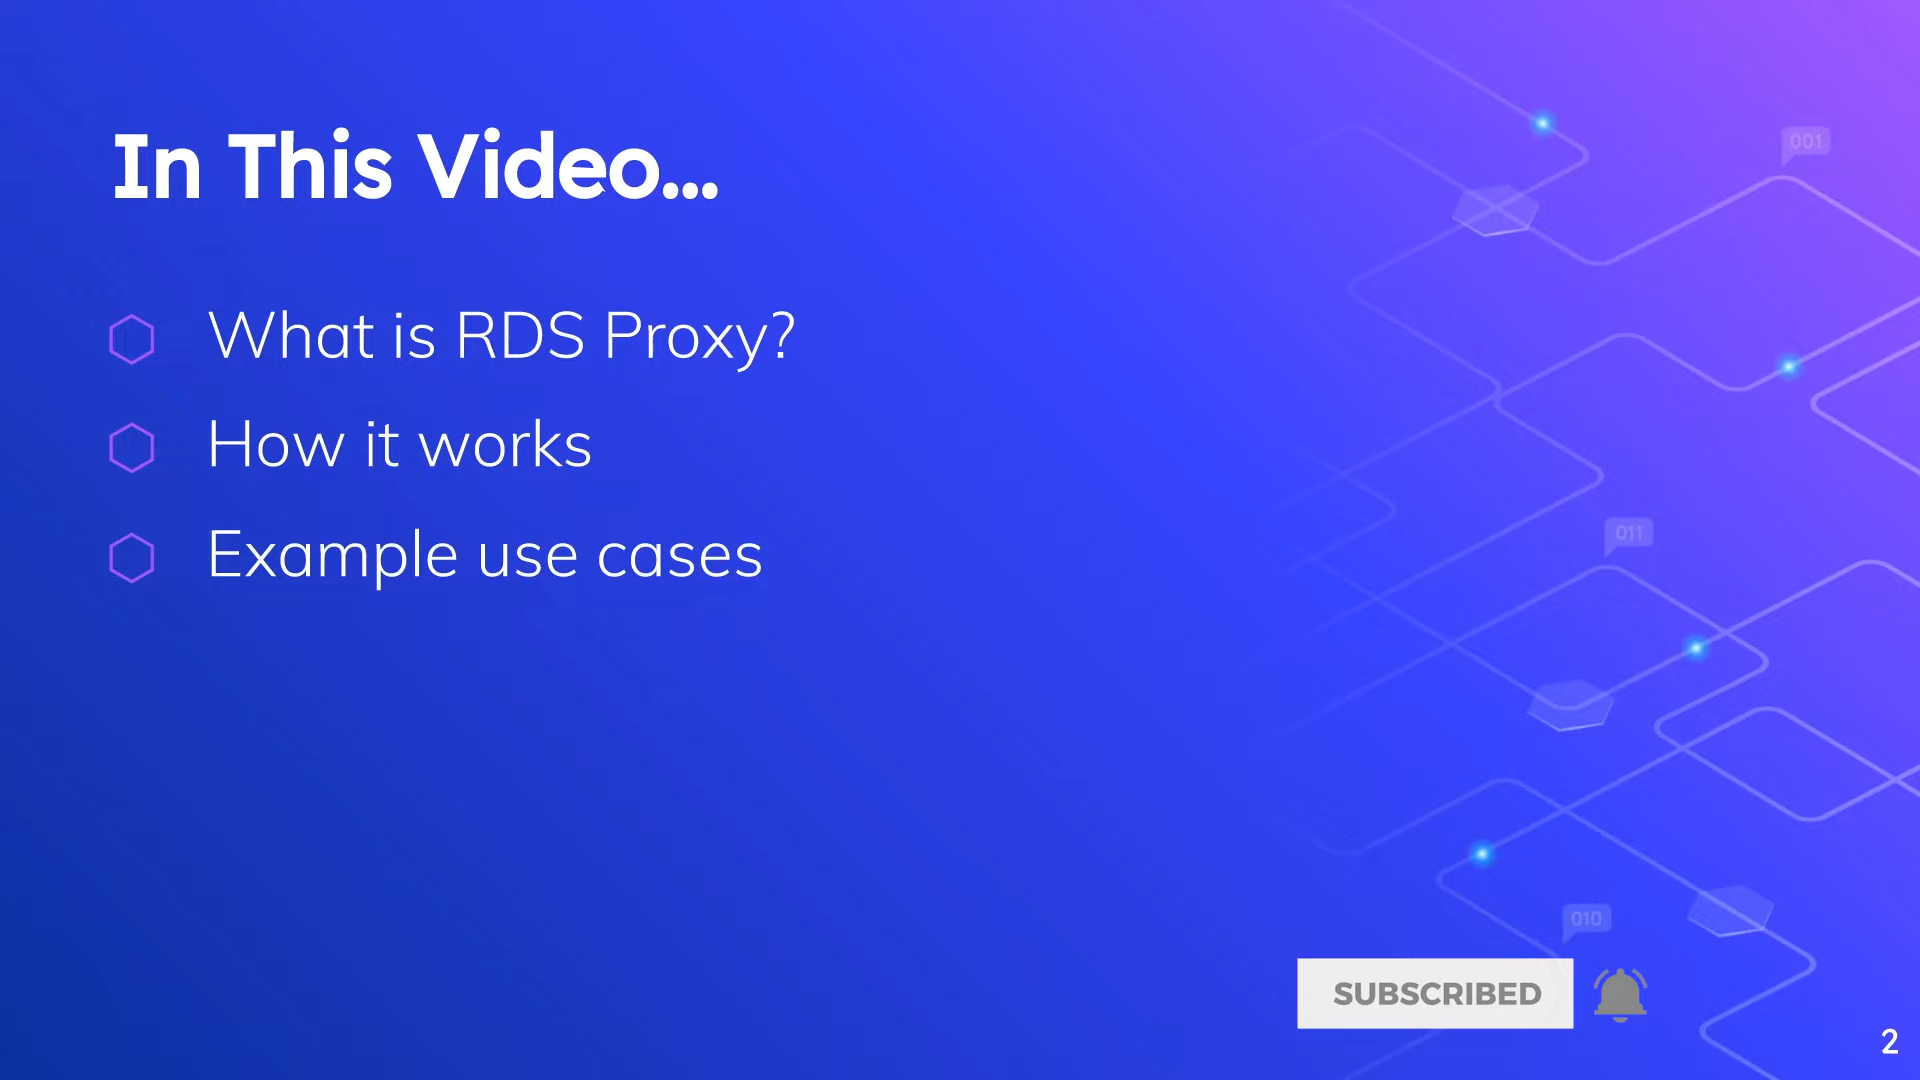 In This Video...
What is RDS Proxy?
How it works
Example use cases
001
011
010
SUBSCRIBED
2